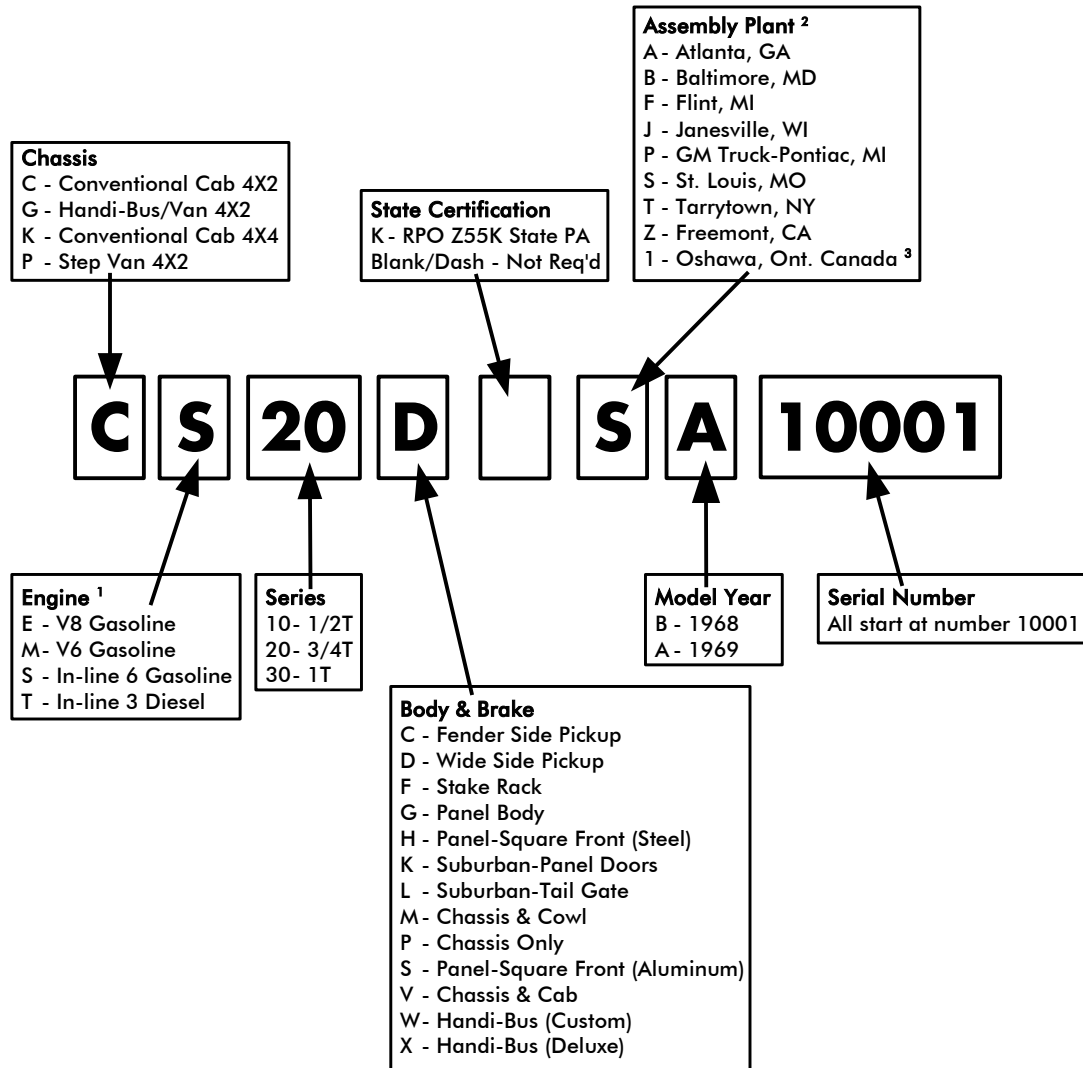 Assembly Plant ²
A - Atlanta, GA
B - Baltimore, MD
F - Flint, MI
J - Janesville, WI
P - GM Truck-Pontiac, MI
S - St. Louis, MO
T - Tarrytown, NY
Z - Freemont, CA
1 - Oshawa, Ont. Canada ³
Chassis
C - Conventional Cab 4X2
G - Handi-Bus/Van 4X2
K - Conventional Cab 4X4
P - Step Van 4X2
State Certification
K - RPO Z55K State PA
Blank/Dash - Not Req'd
C S 20 D S A 10001
Engine ¹
E - V8 Gasoline
M - V6 Gasoline
S - In-line 6 Gasoline
T - In-line 3 Diesel
Series
10- 1/2T
20- 3/4T
30- 1T
Body & Brake
C - Fender Side Pickup
D - Wide Side Pickup
F - Stake Rack
G - Panel Body
H - Panel-Square Front (Steel)
K - Suburban-Panel Doors
L - Suburban-Tail Gate
M - Chassis & Cowl
P - Chassis Only
S - Panel-Square Front (Aluminum)
V - Chassis & Cab
W - Handi-Bus (Custom)
X - Handi-Bus (Deluxe)
Model Year
B - 1968
A - 1969
Serial Number
All start at number 10001